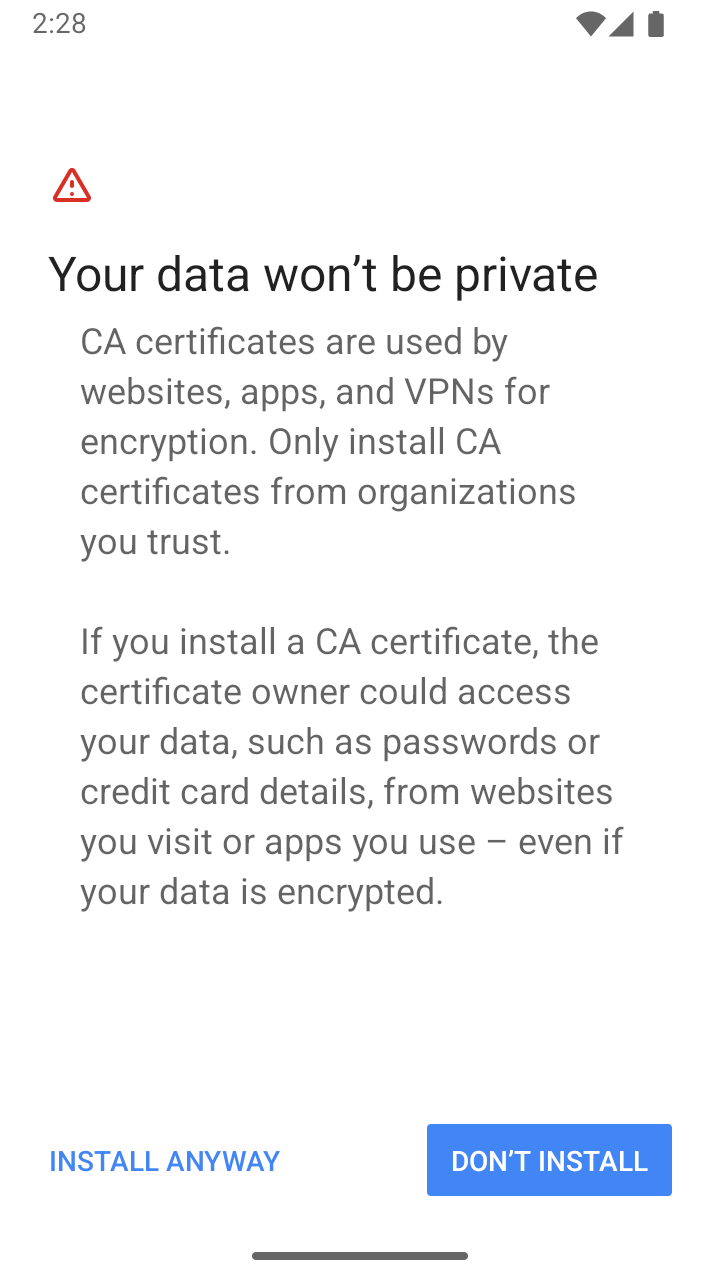 2:28
Your data won’t be private
CA certificates are used by
websites, apps, and VPNs for
encryption. Only install CA
certificates from organizations
you trust.
If you install a CA certificate, the
certificate owner could access
your data, such as passwords or
credit card details, from websites
you visit or apps you use – even if
your data is encrypted.
INSTALL ANYWAY
DON’T INSTALL